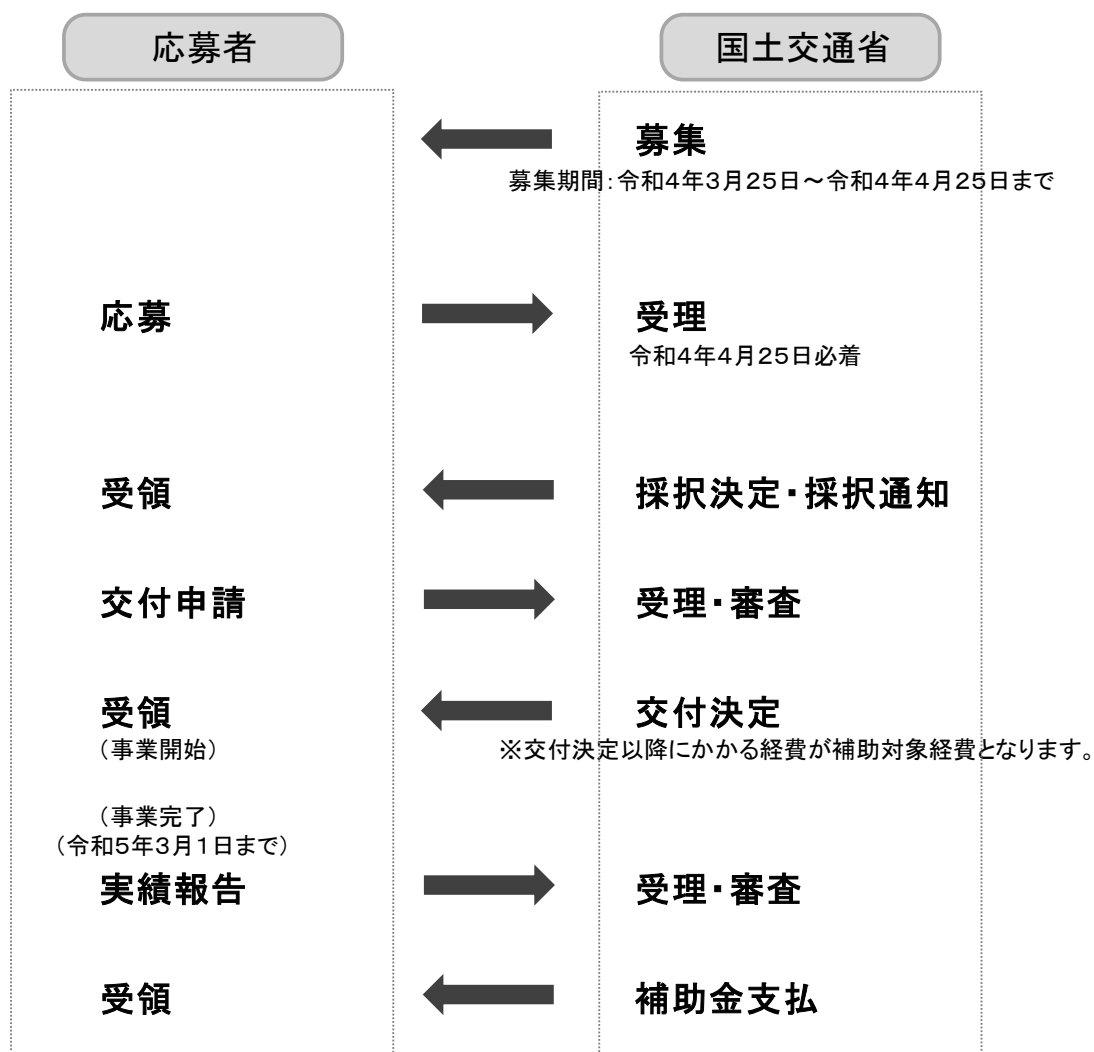 応募者
国土交通省
募集
募集期間：令和４年３月２５日～令和４年４月２５日まで
応募
受理
令和４年４月２５日必着
受領
採択決定・採択通知
交付申請
受理・審査
受領
交付決定
（事業開始）
※交付決定以降にかかる経費が補助対象経費となります。
（事業完了）
（令和５年３月１日まで）
実績報告
受理・審査
受領
補助金支払